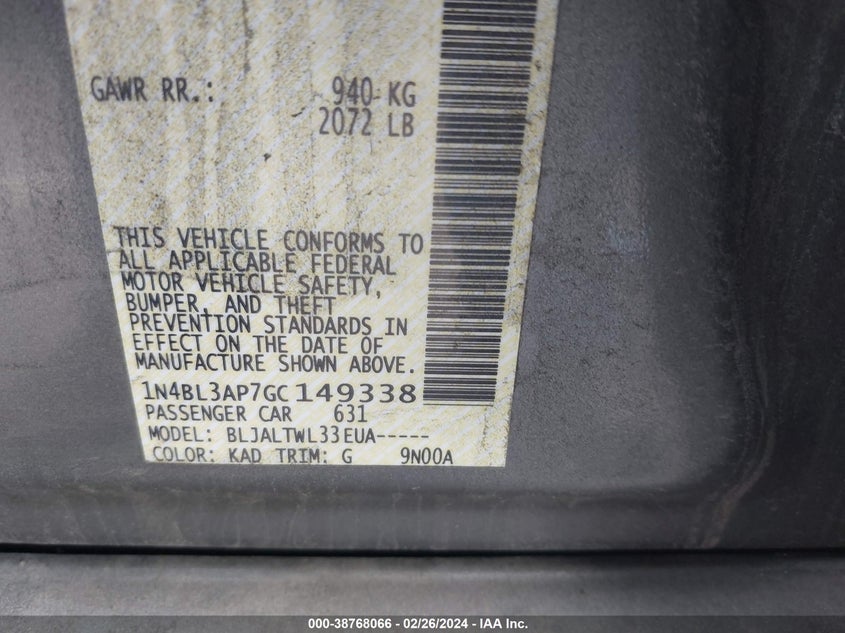 GAWR RR.: 940 KG
2072 LB
THIS VEHICLE CONFORMS TO
ALL APPLICABLE FEDERAL
MOTOR VEHICLE SAFETY,
BUMPER, AND THEFT
PREVENTION STANDARDS IN
EFFECT ON THE DATE OF
MANUFACTURE SHOWN ABOVE.
1N4BL3AP7GC149338
PASSENGER CAR 631
MODEL: BLJALTWL33EUA-----
COLOR: KAD TRIM: G 9N00A
000-38768066 - 02/26/2024 - IAA Inc.